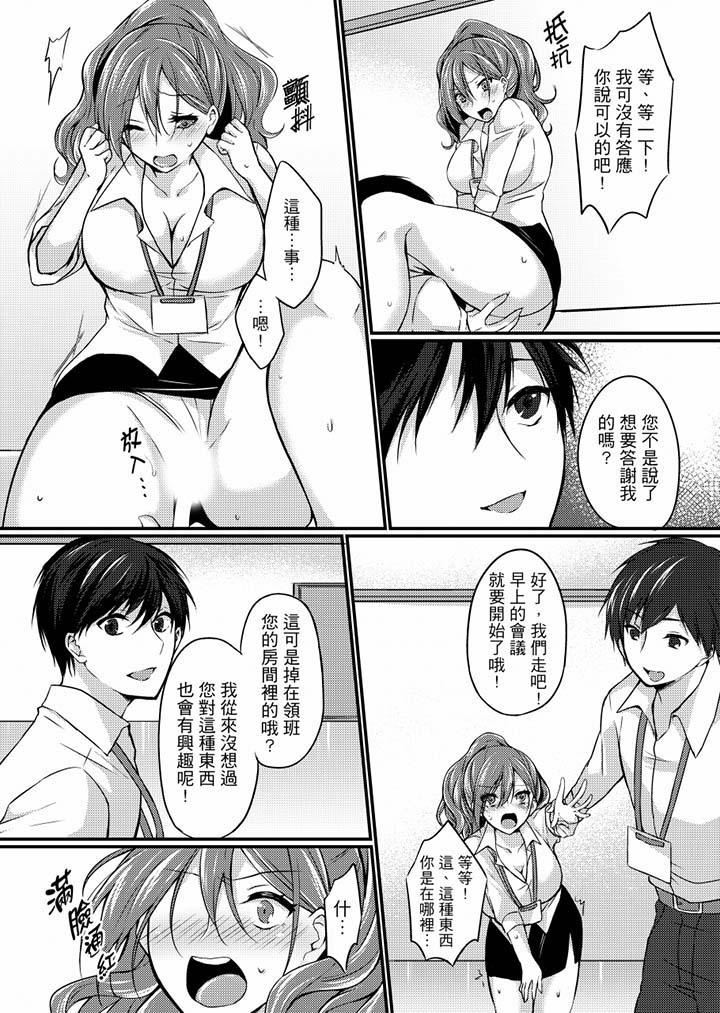 等、等一下！
我可沒有答應
你說可以的吧！
抵抗
您不是說了
想要答謝我
的嗎？
顫抖
這種…事…
…嗯！
放入…
好了，我們走吧！
早上的會議
就要開始了哦！
等等！
這、這種東西
你是在哪裡…
這可是掉在領班
您的房間裡的哦？
我從來沒想過
您對這種東西
也會有興趣呢！
什…
滿臉通紅